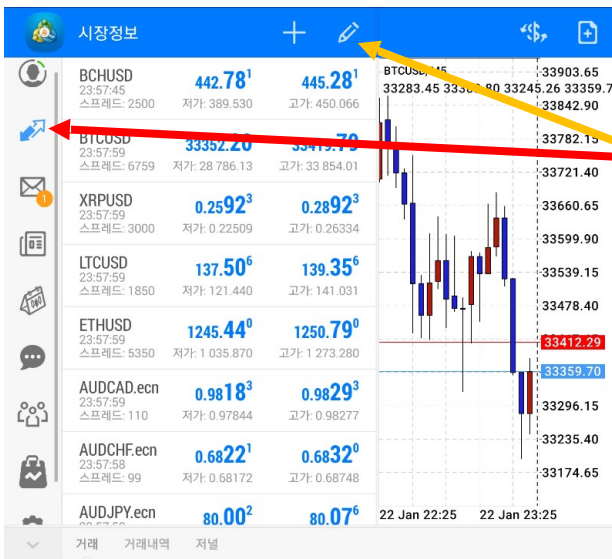 시장정보
BCHUSD 442.78¹ 445.28¹
23:57:45
스프레드: 2500 저가: 389.530 고가: 450.066
BTCUSD 33352.20 33419.79
23:57:59
스프레드: 6759 저가: 28 786.13 고가: 33 854.01
XRPUSD 0.2592³ 0.2892³
23:57:59
스프레드: 3000 저가: 0.22509 고가: 0.26334
LTCUSD 137.50⁶ 139.35⁶
23:57:59
스프레드: 1850 저가: 121.440 고가: 141.031
ETHUSD 1245.44⁰ 1250.79⁰
23:57:59
스프레드: 5350 저가: 1 035.870 고가: 1 273.280
AUDCAD.ecn 0.9818³ 0.9829³
23:57:59
스프레드: 110 저가: 0.97844 고가: 0.98277
AUDCHF.ecn 0.6822¹ 0.6832⁰
23:57:58
스프레드: 99 저가: 0.68172 고가: 0.68748
AUDJPY.ecn 80.00² 80.07⁶
1
거래 거래내역 저널
BTCUSD
33283.45 33245.26 33359.7
33903.65
33842.90
33782.15
33721.40
33660.65
33599.90
33539.15
33478.40
33412.29
33359.70
33296.15
33235.40
33174.65
22 Jan 22:25 22 Jan 23:25